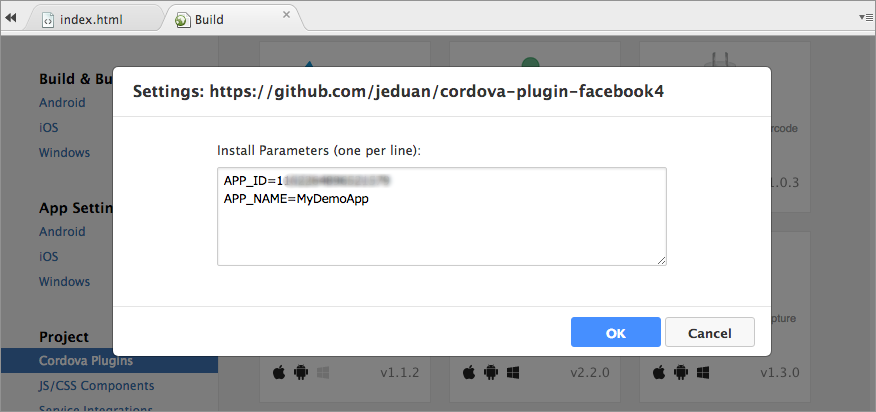 index.html
Build
Build & Bu
Android
iOS
Windows
App Settin
Android
iOS
Windows
Project
Cordova Plugins
JS/CSS Components
Service Integrations
Settings: https://github.com/jeduan/cordova-plugin-facebook4
Install Parameters (one per line):
APP_ID=1
APP_NAME=MyDemoApp
OK
Cancel
rcode
1.0.3
pture
v1.1.2
v2.2.0
v1.3.0